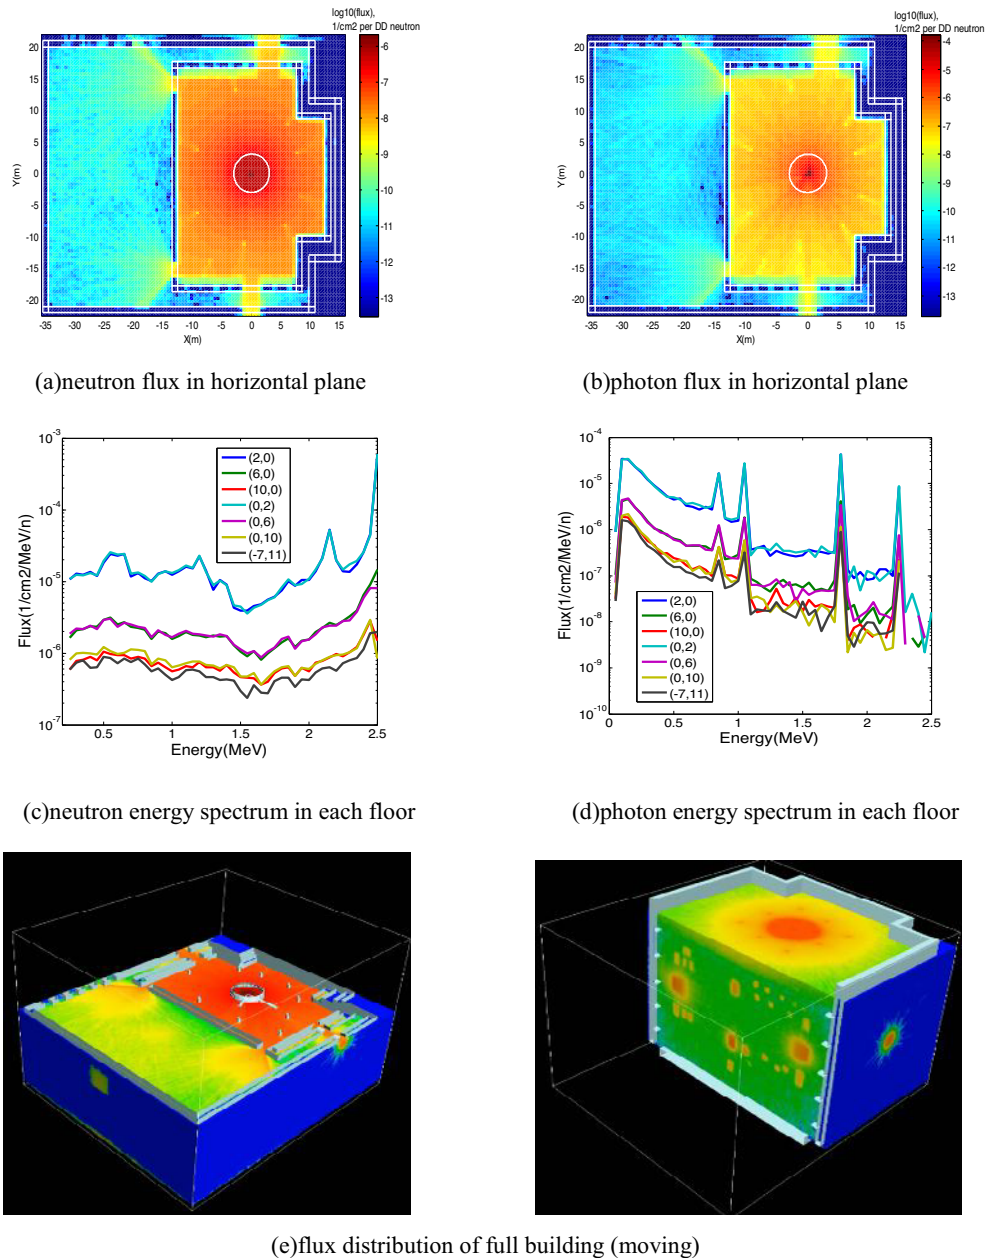 log10(flux),
1/cm2 per DD neutron
20
15
10
5
0
-5
-10
-15
-20
Y(m)
-35 -30 -25 -20 -15 -10 -5 0 5 10 15
X(m)
-6
-7
-8
-9
-10
-11
-12
-13
log10(flux),
1/cm2 per DD neutron
20
15
10
5
0
-5
-10
-15
-20
Y(m)
-35 -30 -25 -20 -15 -10 -5 0 5 10 15
X(m)
-4
-5
-6
-7
-8
-9
-10
-11
-12
-13
(a)neutron flux in horizontal plane
(b)photon flux in horizontal plane
10-3
10-4
10-5
10-6
10-7
Flux(1/cm2/MeV/n)
(2,0)
(6,0)
(10,0)
(0,2)
(0,6)
(0,10)
(-7,11)
0.5 1 1.5 2 2.5
Energy(MeV)
10-4
10-5
10-6
10-7
10-8
10-9
10-10
Flux(1/cm2/MeV/n)
(2,0)
(6,0)
(10,0)
(0,2)
(0,6)
(0,10)
(-7,11)
0 0.5 1 1.5 2 2.5
Energy(MeV)
(c)neutron energy spectrum in each floor
(d)photon energy spectrum in each floor
(e)flux distribution of full building (moving)